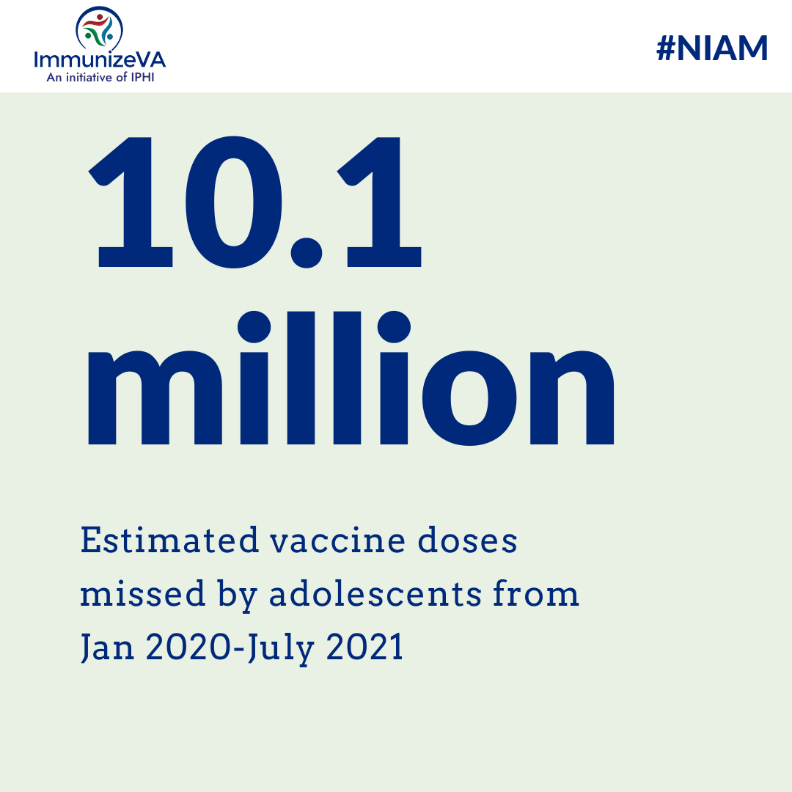 ImmunizeVA
An initiative of IPHI
#NIAM
10.1
million
Estimated vaccine doses
missed by adolescents from
Jan 2020-July 2021